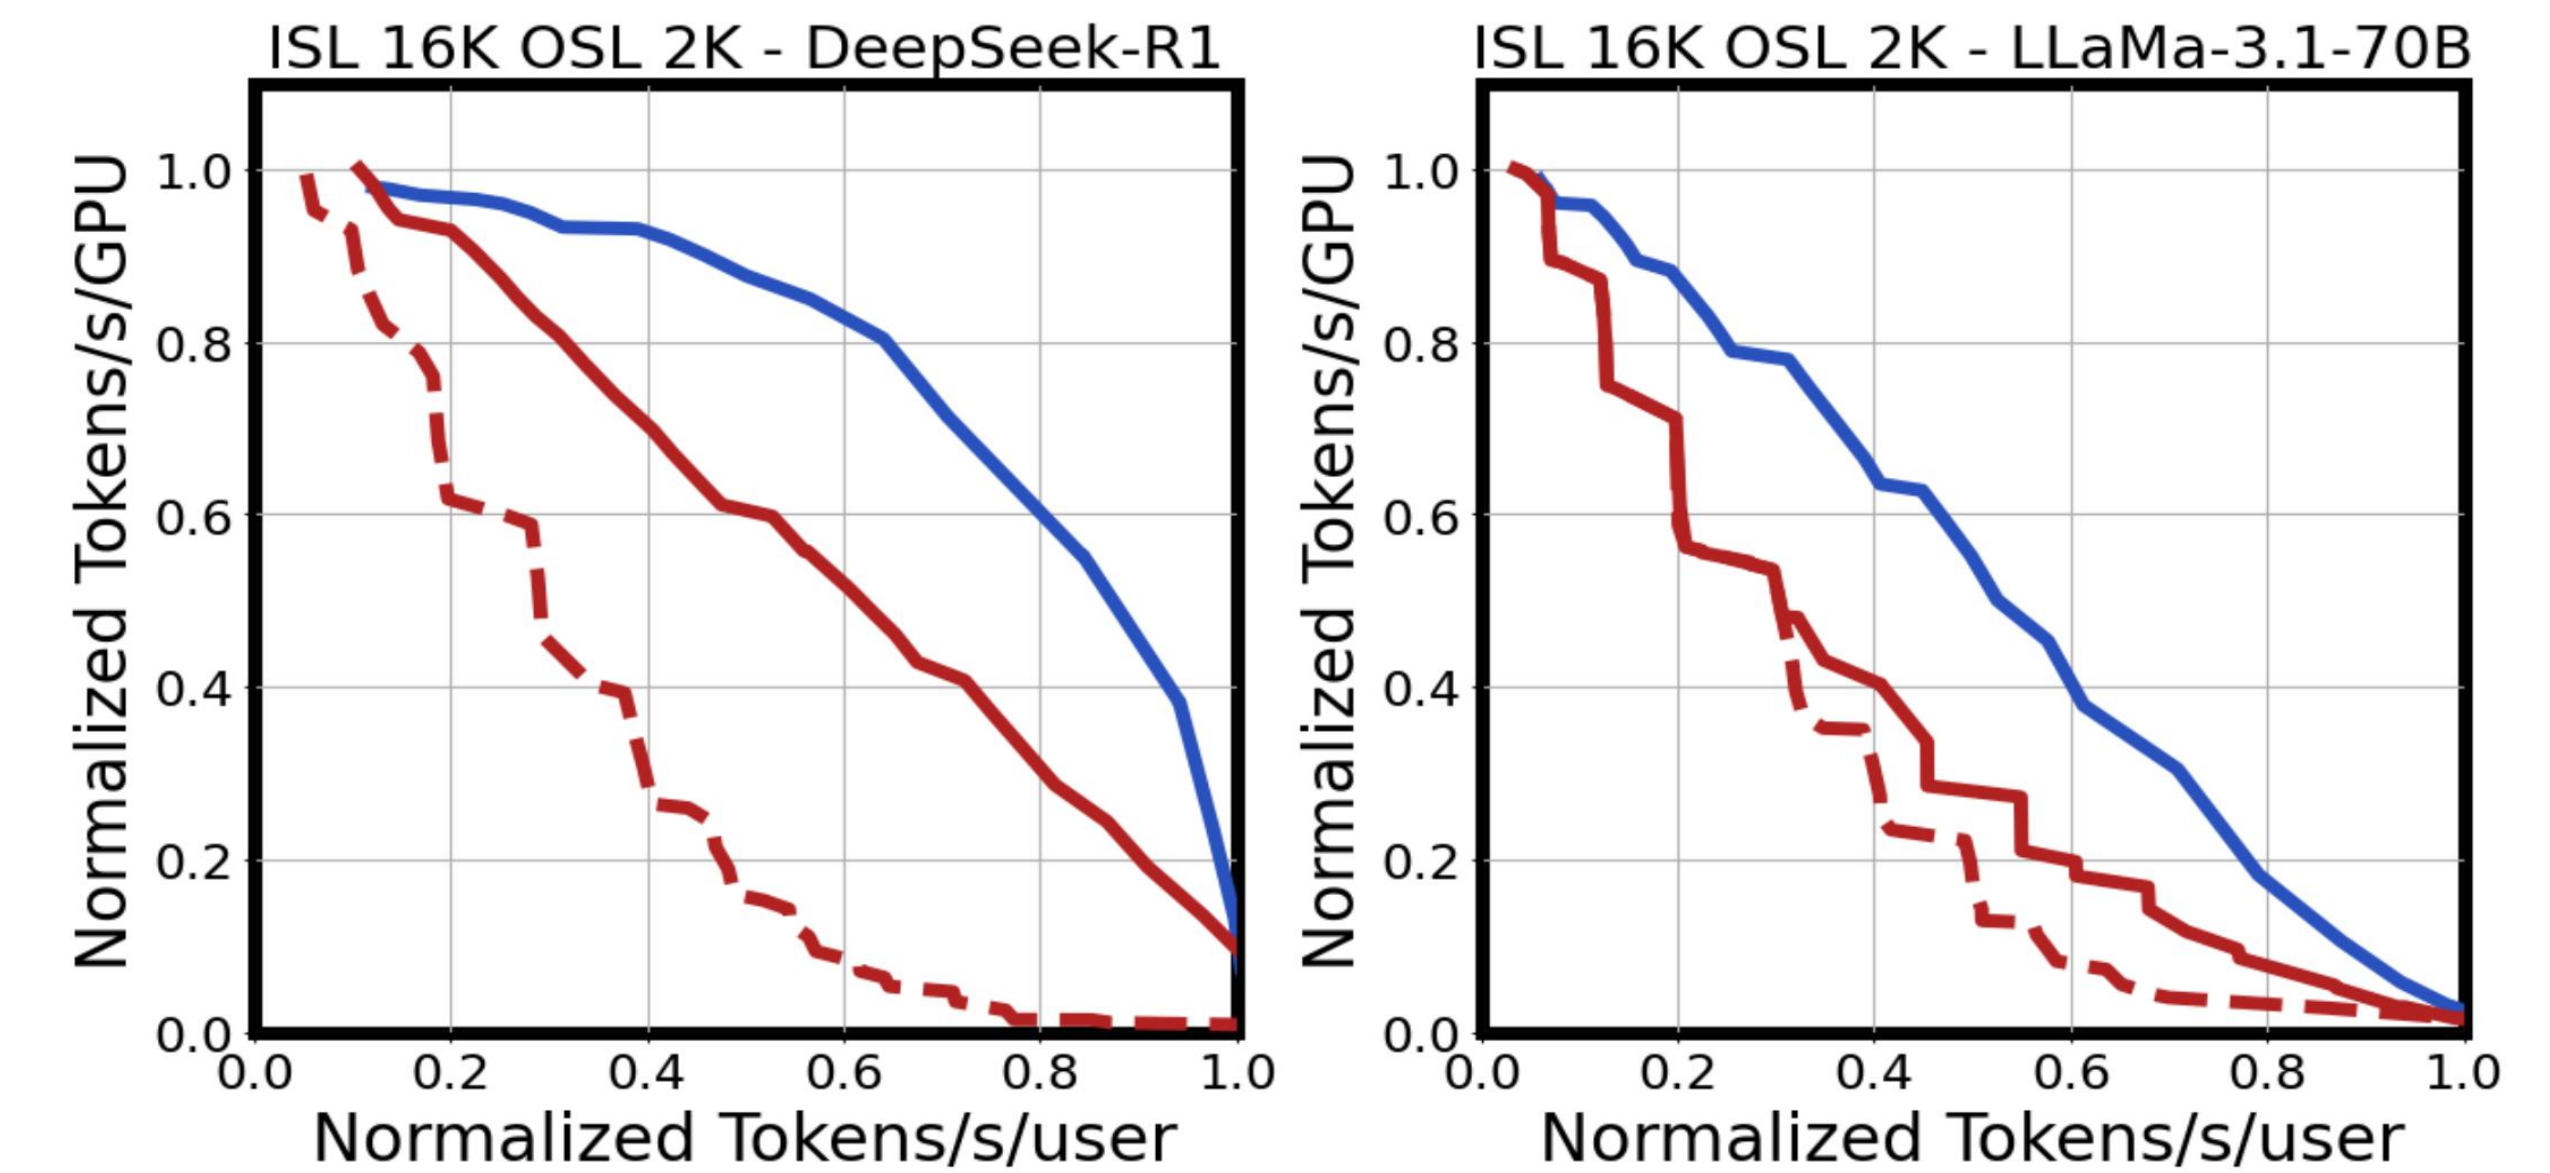 ISL 16K OSL 2K - DeepSeek-R1
Normalized Tokens/s/GPU
1.0
0.8
0.6
0.4
0.2
0.0
0.0 0.2 0.4 0.6 0.8 1.0
Normalized Tokens/s/user
ISL 16K OSL 2K - LLaMa-3.1-70B
Normalized Tokens/s/GPU
1.0
0.8
0.6
0.4
0.2
0.0
0.0 0.2 0.4 0.6 0.8 1.0
Normalized Tokens/s/user